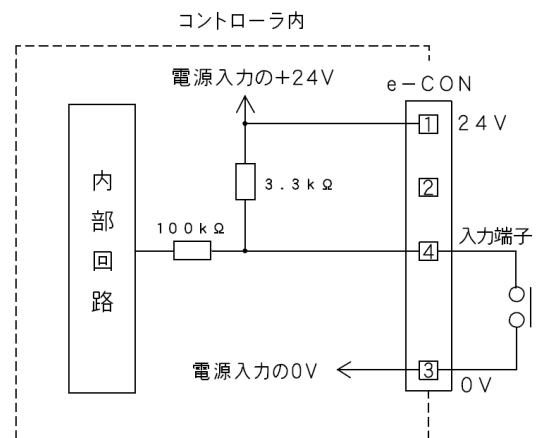 コントローラ内
電源入力の+24V
e-CON
1
24V
3.3kΩ
2
内部回路
100kΩ
4
入力端子
電源入力の0V
3
0V